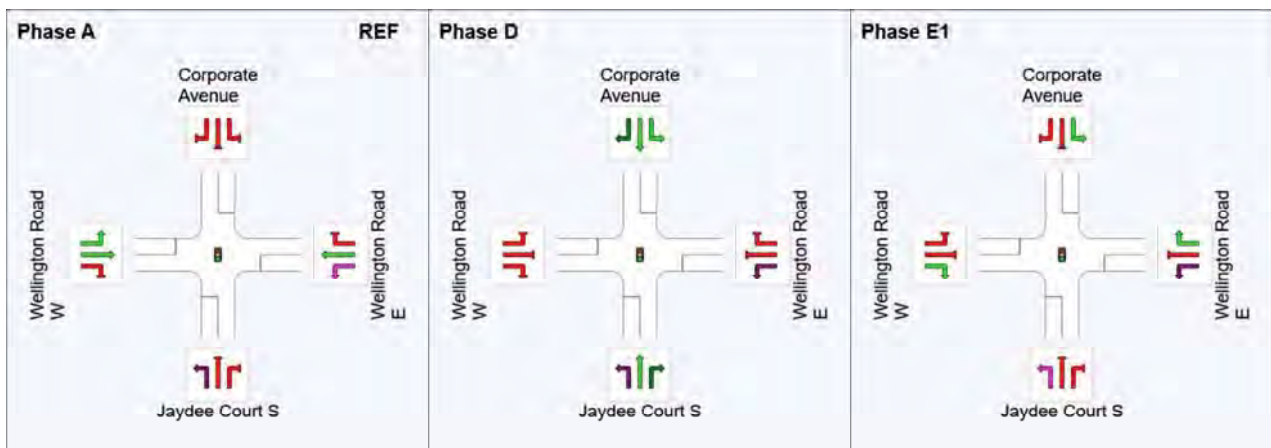 Phase A
REF
Corporate
Avenue
Wellington Road
W
Wellington Road
E
Jaydee Court S
Phase D
Corporate
Avenue
Wellington Road
W
Wellington Road
E
Jaydee Court S
Phase E1
Corporate
Avenue
Wellington Road
W
Wellington Road
E
Jaydee Court S